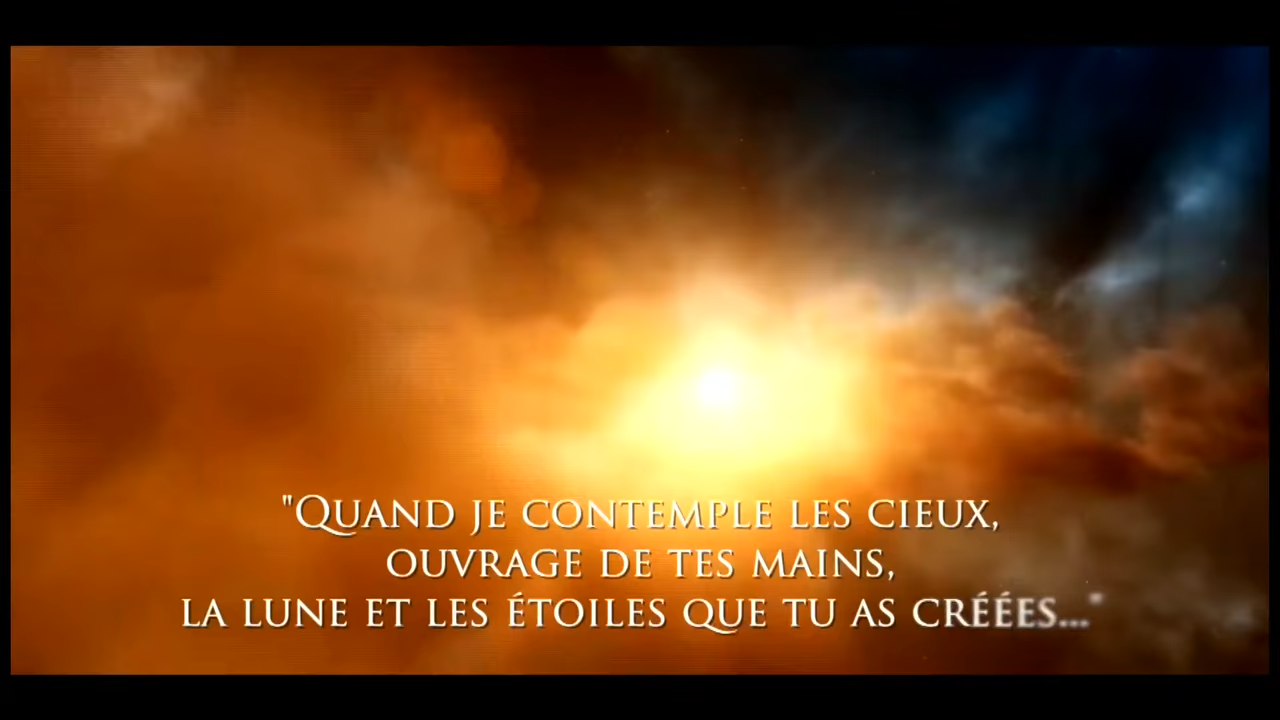 "Quand je contemple les cieux,
ouvrage de tes mains,
la lune et les étoiles que tu as créées..."